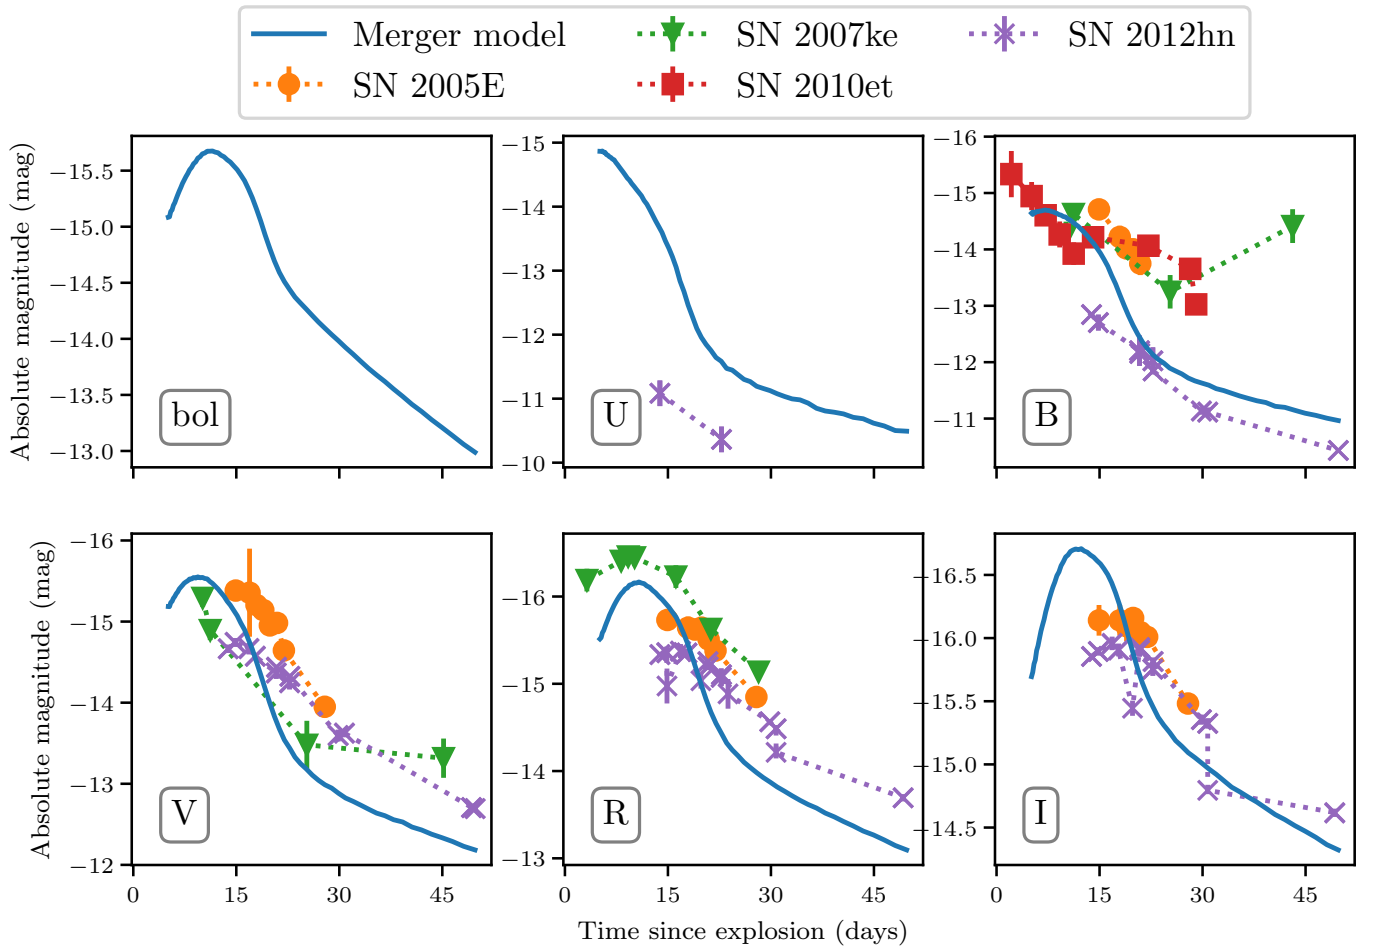 Merger model
SN 2005E
SN 2007ke
SN 2010et
SN 2012hn
Absolute magnitude (mag)
−15.5
−15.0
−14.5
−14.0
−13.5
−13.0
bol
−15
−14
−13
−12
−11
−10
U
−16
−15
−14
−13
−12
−11
B
Absolute magnitude (mag)
−16
−15
−14
−13
−12
V
0 15 30 45
−16
−15
−14
−13
R
0 15 30 45
−16.5
−16.0
−15.5
−15.0
−14.5
I
0 15 30 45
Time since explosion (days)